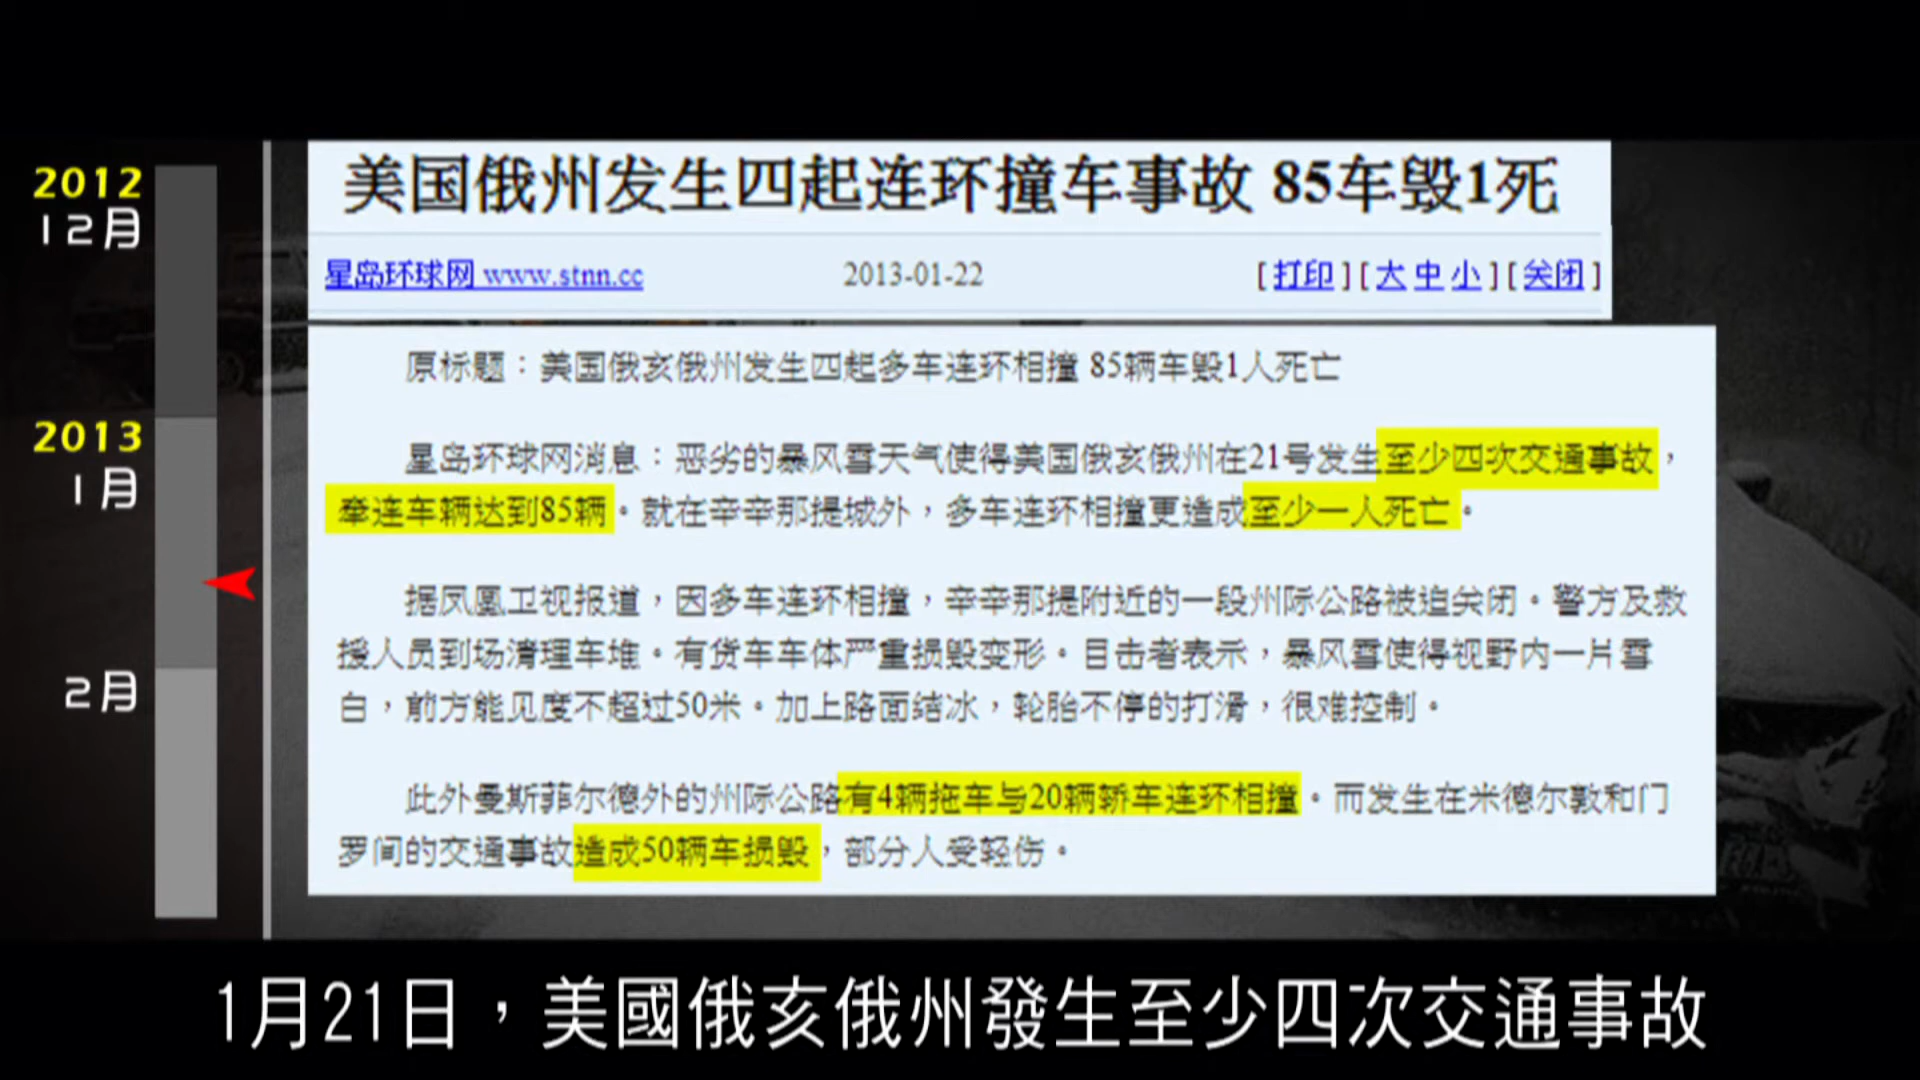 2012
12月
2013
1月
2月
美国俄州发生四起连环撞车事故 85车毁1死
星岛环球网 www.stnn.cc 2013-01-22 [打印][大 中 小][关闭]
原标题：美国俄亥俄州发生四起多车连环相撞 85辆车毁1人死亡
星岛环球网消息：恶劣的暴风雪天气使得美国俄亥俄州在21号发生至少四次交通事故，
牵连车辆达到85辆。就在辛辛那提城外，多车连环相撞更造成至少一人死亡。
据凤凰卫视报道，因多车连环相撞，辛辛那提附近的一段州际公路被迫关闭。警方及救
援人员到场清理车堆。有货车车体严重损毁变形。目击者表示，暴风雪使得视野内一片雪
白，前方能见度不超过50米。加上路面结冰，轮胎不停的打滑，很难控制。
此外曼斯菲尔德外的州际公路有4辆拖车与20辆轿车连环相撞。而发生在米德尔敦和门
罗间的交通事故造成50辆车损毁，部分人受轻伤。
1月21日，美國俄亥俄州發生至少四次交通事故